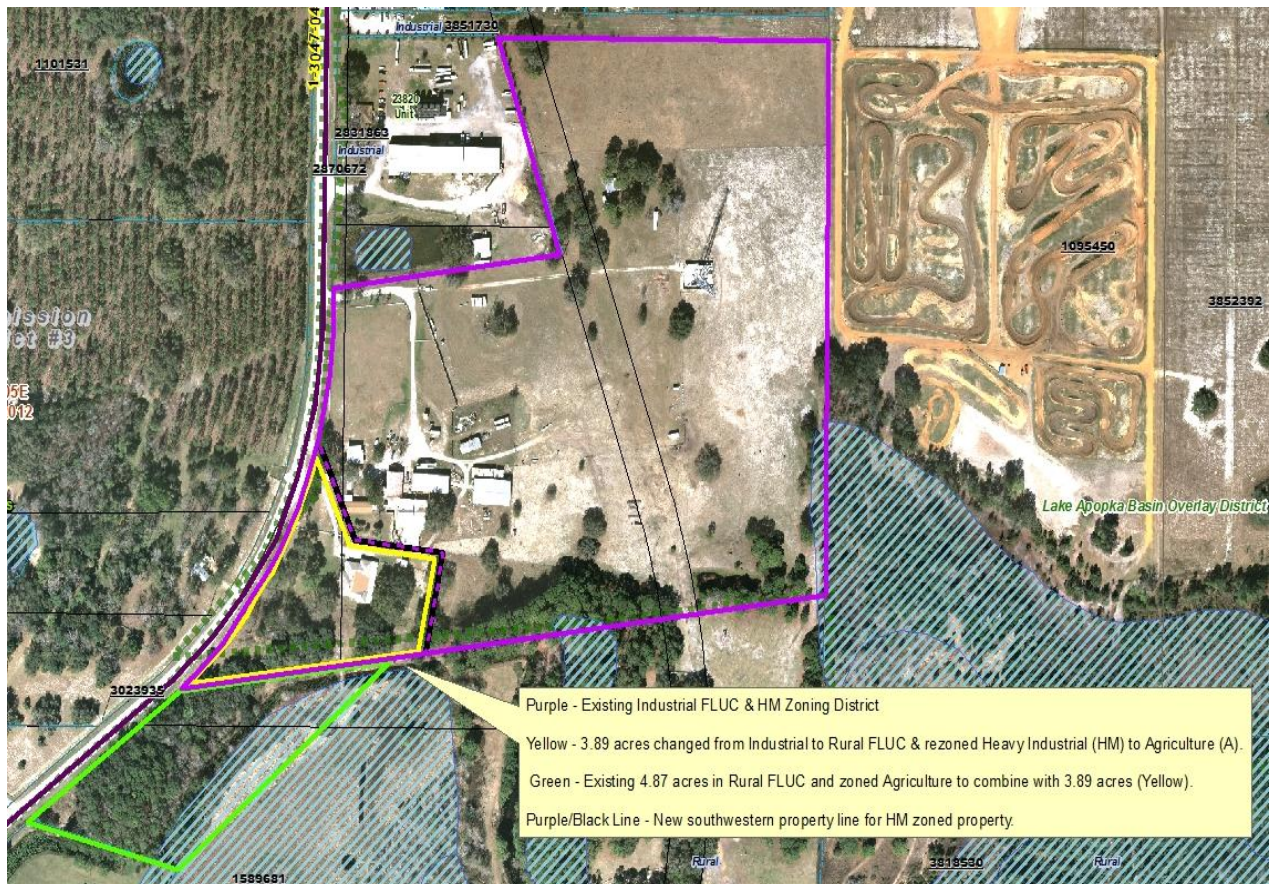 Industrial 3851730
1101531
1-3047-04
23820
Unit
2831863
Industrial
2870672
1095450
3852392
ission
ct #3
05E
012
Lake Apopka Basin Overlay District
3023935
Purple - Existing Industrial FLUC & HM Zoning District
Yellow - 3.89 acres changed from Industrial to Rural FLUC & rezoned Heavy Industrial (HM) to Agriculture (A).
Green - Existing 4.87 acres in Rural FLUC and zoned Agriculture to combine with 3.89 acres (Yellow).
Purple/Black Line - New southwestern property line for HM zoned property.
Rural 3818530 Rural
1589681